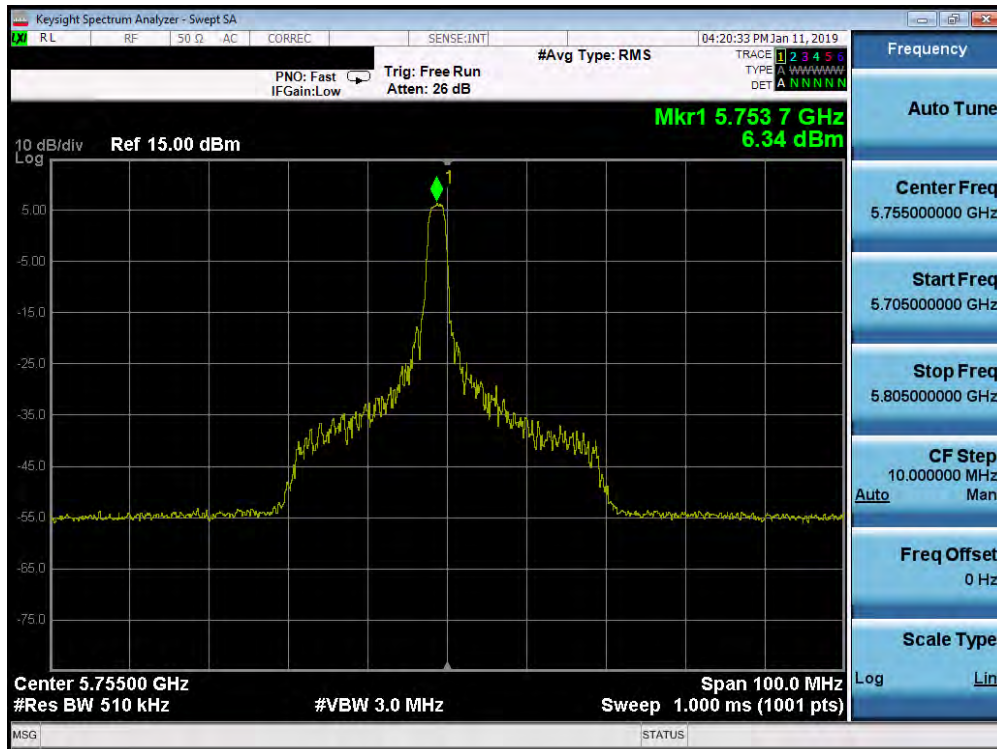 Keysight Spectrum Analyzer - Swept SA
LXI RL RF 50 Ω AC CORREC SENSE:INT 04:20:33 PM Jan 11, 2019
#Avg Type: RMS TRACE 1 2 3 4 5 6
PNO: Fast Trig: Free Run TYPE A WWWWW
IFGain:Low Atten: 26 dB DET A N N N N N
Mkr1 5.753 7 GHz
6.34 dBm
10 dB/div Ref 15.00 dBm
Log
1
5.00
-5.00
-15.0
-25.0
-35.0
-45.0
-55.0
-65.0
-75.0
Center 5.75500 GHz Span 100.0 MHz
#Res BW 510 kHz #VBW 3.0 MHz Sweep 1.000 ms (1001 pts)
MSG STATUS
Frequency
Auto Tune
Center Freq
5.755000000 GHz
Start Freq
5.705000000 GHz
Stop Freq
5.805000000 GHz
CF Step
10.000000 MHz
Auto Man
Freq Offset
0 Hz
Scale Type
Log Lin